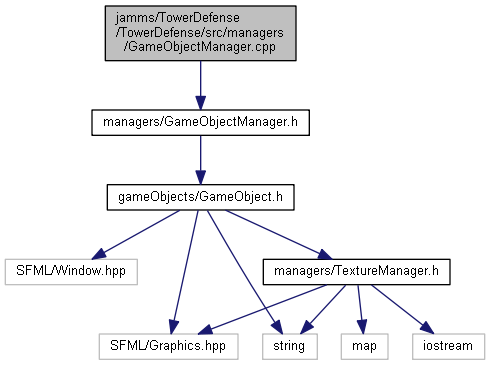 jamms/TowerDefense
/TowerDefense/src/managers
/GameObjectManager.cpp
managers/GameObjectManager.h
gameObjects/GameObject.h
SFML/Window.hpp
managers/TextureManager.h
SFML/Graphics.hpp
string
map
iostream